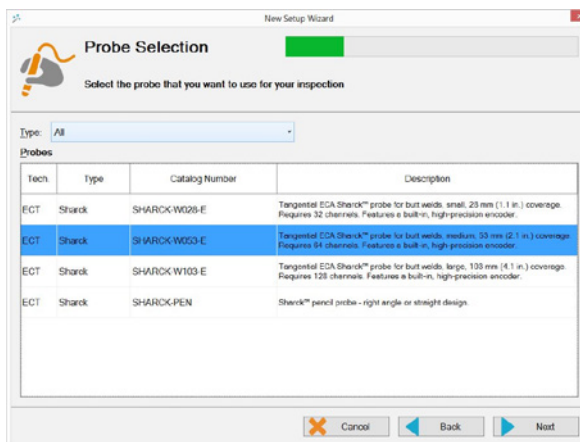 New Setup Wizard
Probe Selection
Select the probe that you want to use for your inspection
Type: All
Probes
Tech. Type Catalog Number Description
ECT Sharck SHARCK-W028-E Tangential ECA Sharck™ probe for butt welds, small, 28 mm (1.1 in.) coverage.
Requires 32 channels. Features a built-in, high-precision encoder.
ECT Sharck SHARCK-W053-E Tangential ECA Sharck™ probe for butt welds, medium, 53 mm (2.1 in.) coverage.
Requires 64 channels. Features a built-in, high-precision encoder.
ECT Sharck SHARCK-W103-E Tangential ECA Sharck™ probe for butt welds, large, 103 mm (4.1 in.) coverage.
Requires 128 channels. Features a built-in, high-precision encoder.
ECT Sharck SHARCK-PEN Sharck™ pencil probe - right angle or straight design.
Cancel Back Next